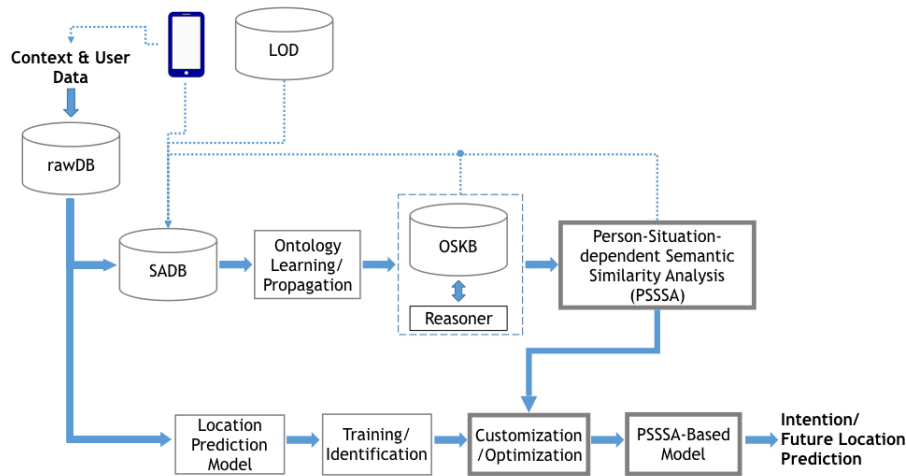 LOD
Context & User
Data
rawDB
SADB
Ontology
Learning/
Propagation
OSKB
Reasoner
Person-Situation-
dependent Semantic
Similarity Analysis
(PSSSA)
Location
Prediction
Model
Training/
Identification
Customization
/Optimization
PSSSA-Based
Model
Intention/
Future Location
Prediction